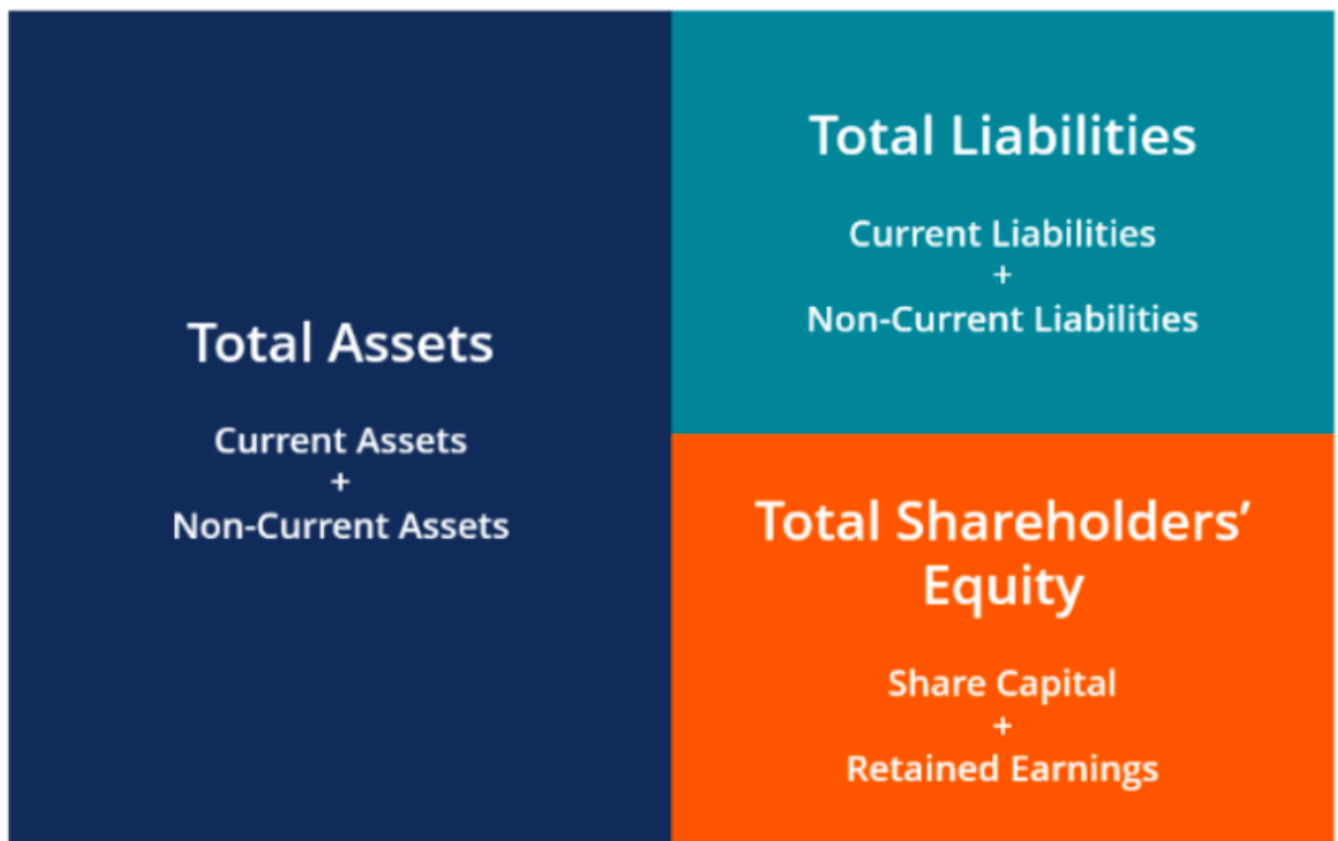 Total Assets
Current Assets
+
Non-Current Assets
Total Liabilities
Current Liabilities
+
Non-Current Liabilities
Total Shareholders’
Equity
Share Capital
+
Retained Earnings